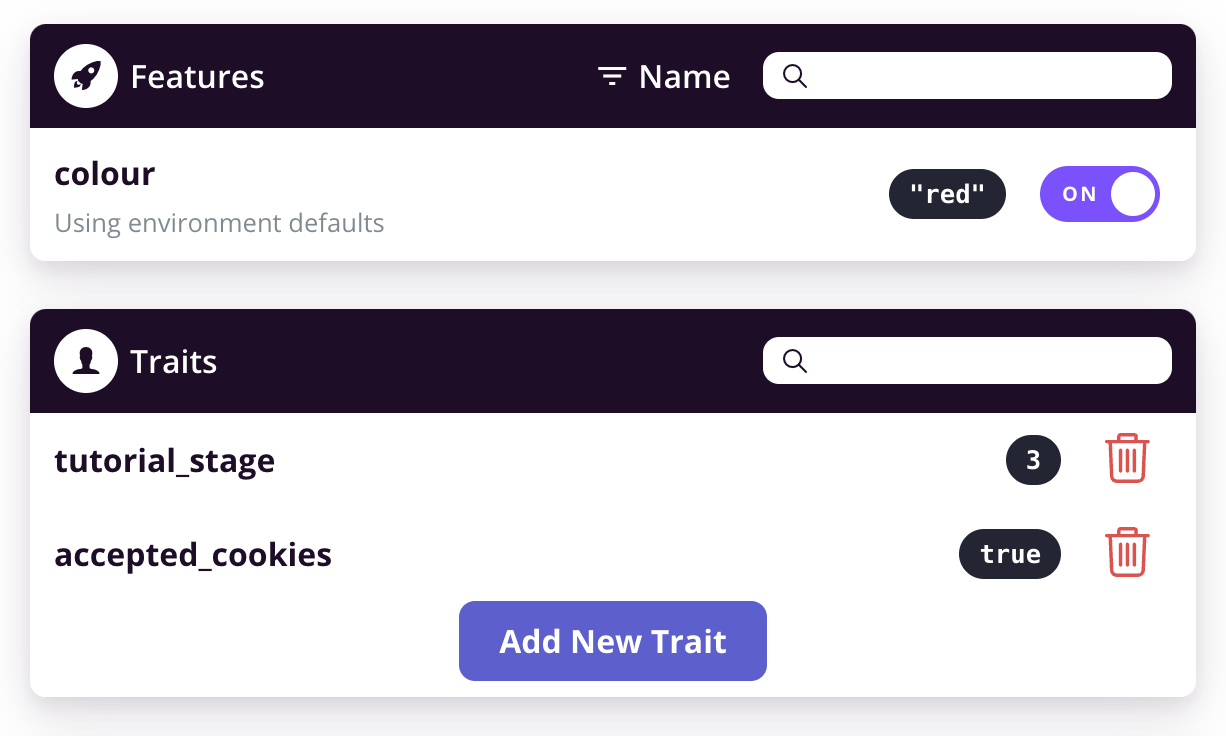 Features
Name
colour
"red"
ON
Using environment defaults
Traits
tutorial_stage
3
accepted_cookies
true
Add New Trait